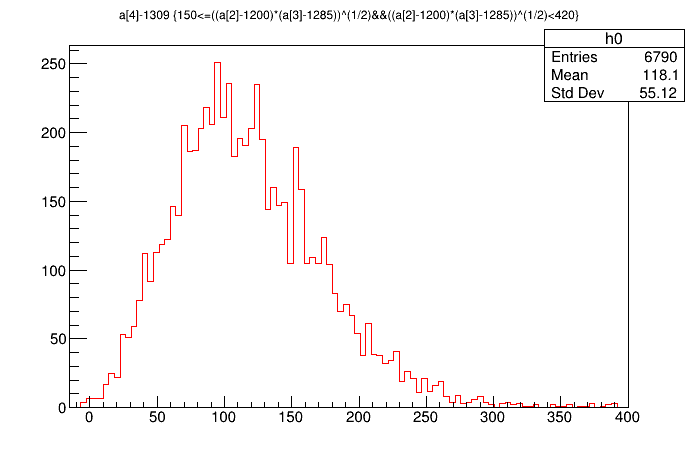 a[4]-1309 {150<=((a[2]-1200)*(a[3]-1285))^(1/2)&&((a[2]-1200)*(a[3]-1285))^(1/2)<420}
h0
Entries 6790
Mean 118.1
Std Dev 55.12
250
200
150
100
50
0
0 50 100 150 200 250 300 350 400